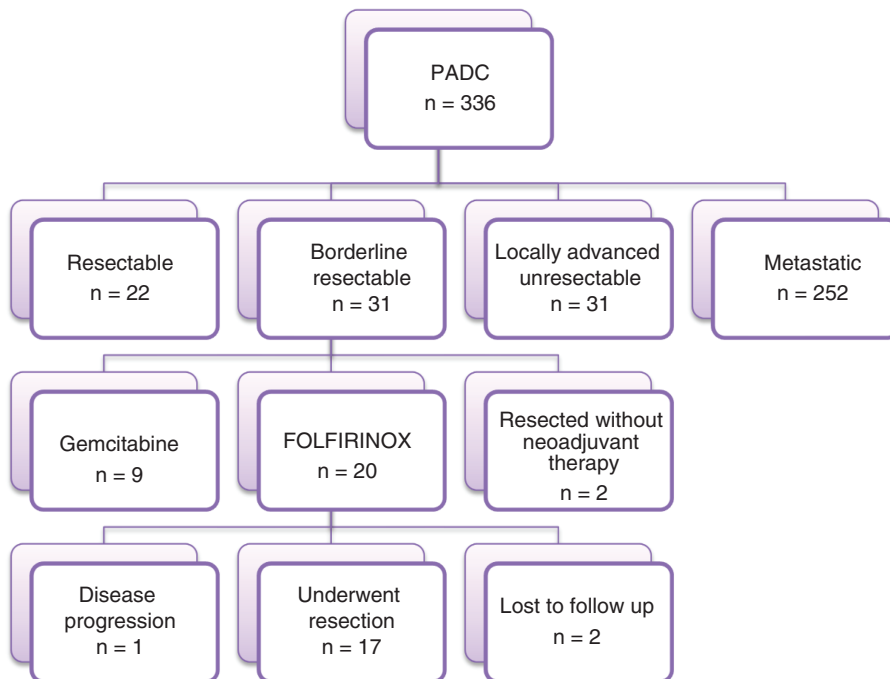 PADC
n = 336
Resectable
n = 22
Borderline
resectable
n = 31
Locally advanced
unresectable
n = 31
Metastatic
n = 252
Gemcitabine
n = 9
FOLFIRINOX
n = 20
Resected without
neoadjuvant
therapy
n = 2
Disease
progression
n = 1
Underwent
resection
n = 17
Lost to follow up
n = 2